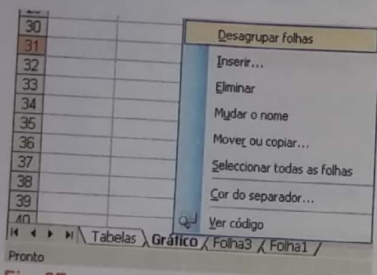 30
31
32
33
34
35
36
37
38
39
40
Desagrupar folhas
Inserir...
Eliminar
Mudar o nome
Mover ou copiar...
Seleccionar todas as folhas
Cor do separador...
Ver código
Tabelas Gráfico Folha3 Folha1
Pronto